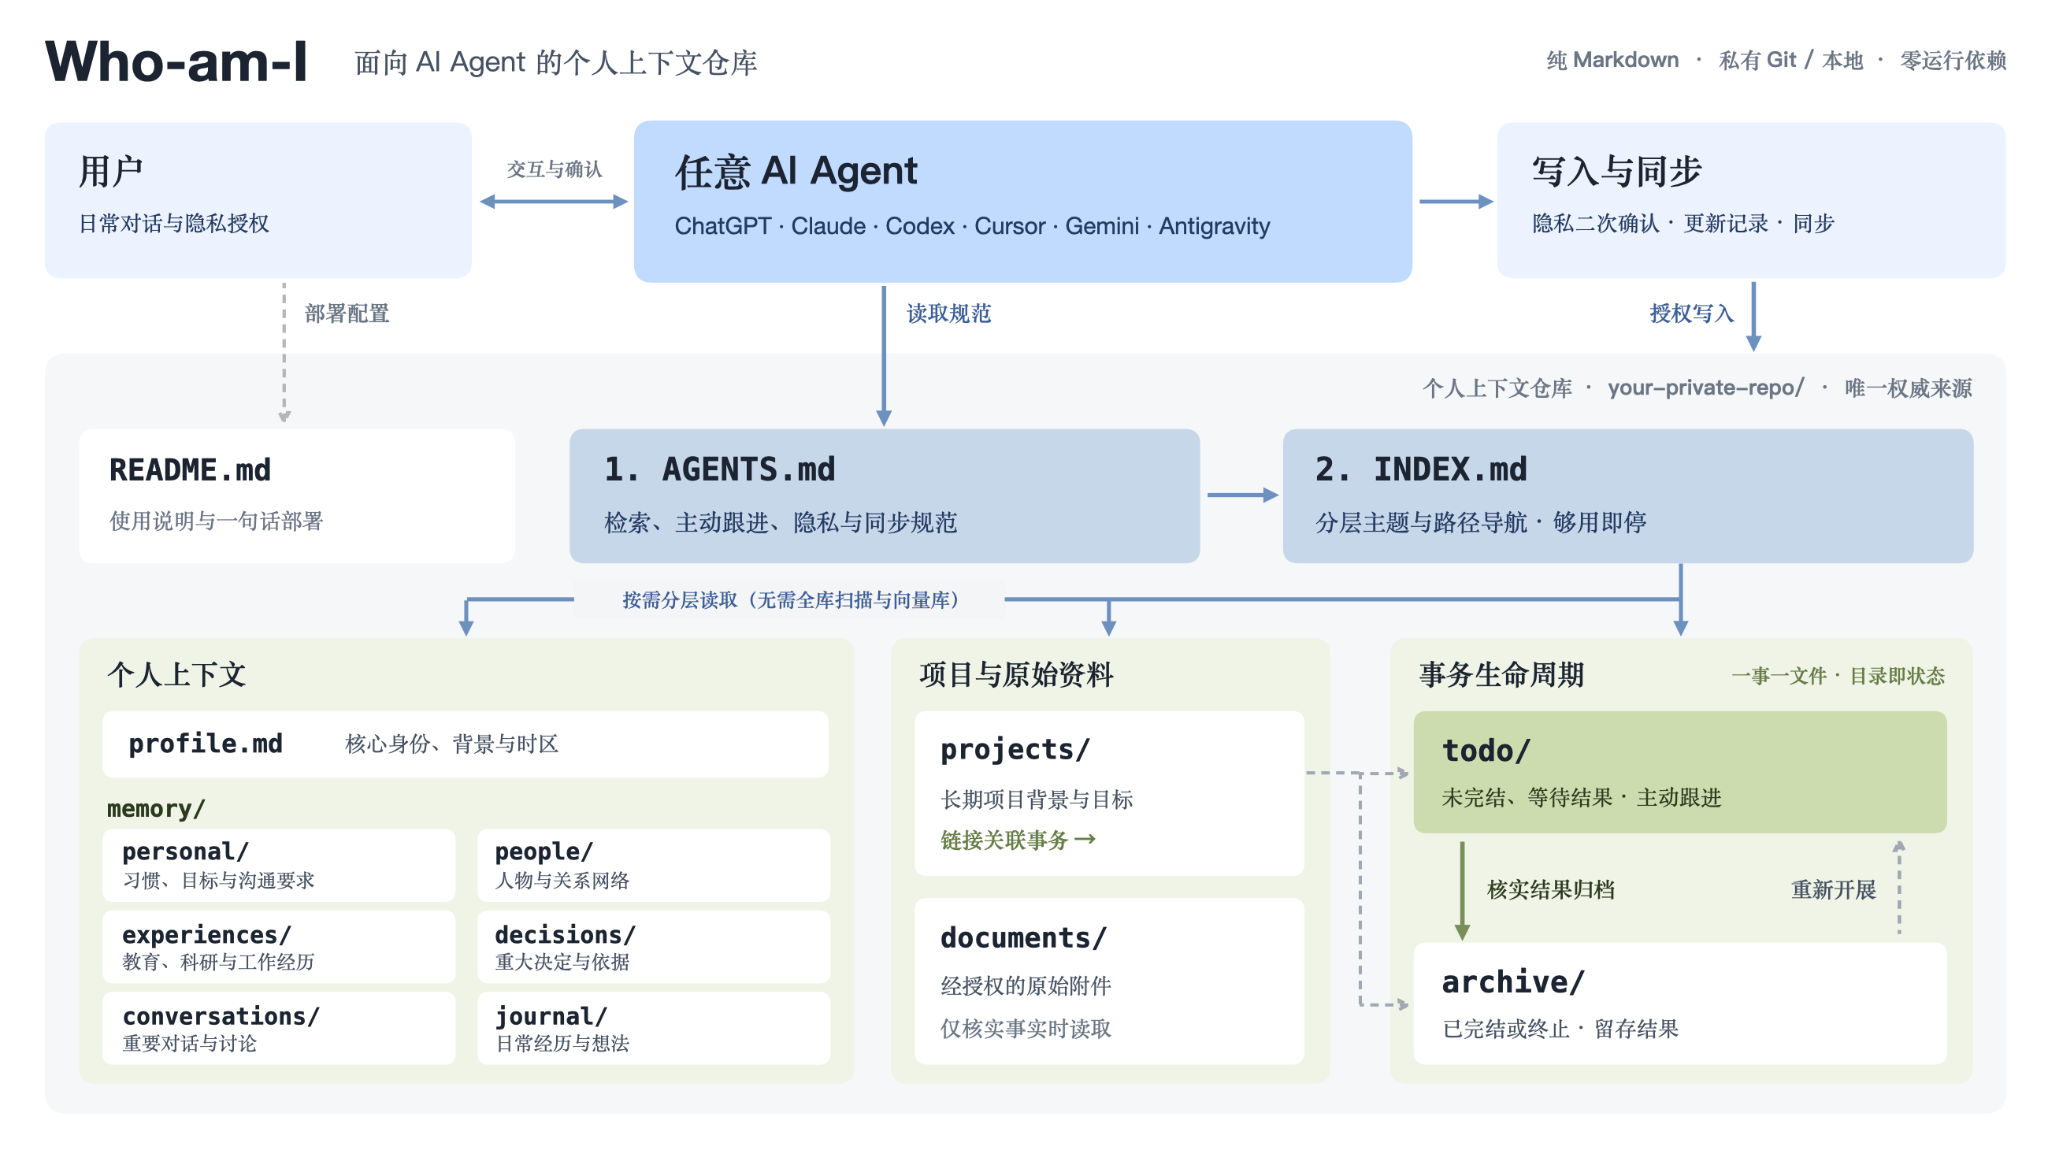 Who-am-I
面向 AI Agent 的个人上下文仓库
纯 Markdown · 私有 Git / 本地 · 零运行依赖
用户
日常对话与隐私授权
交互与确认
任意 AI Agent
ChatGPT · Claude · Codex · Cursor · Gemini · Antigravity
写入与同步
隐私二次确认 · 更新记录 · 同步
部署配置
读取规范
授权写入
个人上下文仓库 · your-private-repo/ · 唯一权威来源
README.md
使用说明与一句话部署
1. AGENTS.md
检索、主动跟进、隐私与同步规范
2. INDEX.md
分层主题与路径导航 · 够用即停
按需分层读取（无需全库扫描与向量库）
个人上下文
profile.md
核心身份、背景与时区
memory/
personal/
习惯、目标与沟通要求
people/
人物与关系网络
experiences/
教育、科研与工作经历
decisions/
重大决定与依据
conversations/
重要对话与讨论
journal/
日常经历与想法
项目与原始资料
projects/
长期项目背景与目标
链接关联事务 →
documents/
经授权的原始附件
仅核实事实时读取
事务生命周期
一事一文件 · 目录即状态
todo/
未完结、等待结果 · 主动跟进
核实结果归档
重新开展
archive/
已完结或终止 · 留存结果